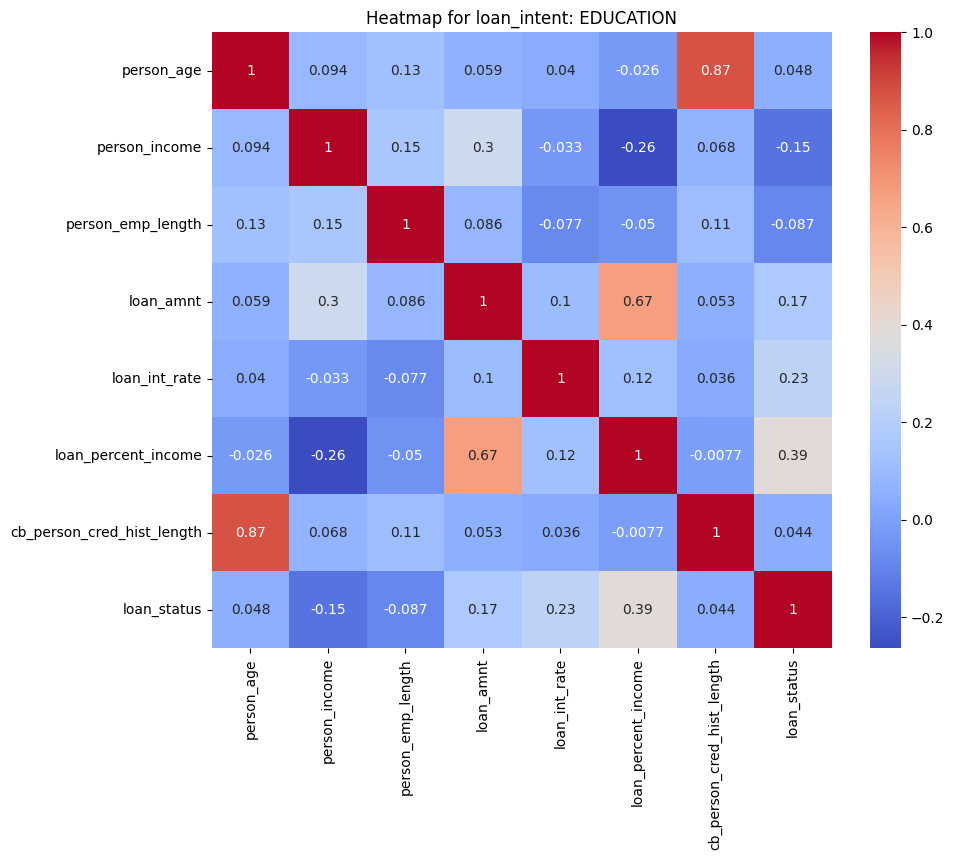 Heatmap for loan_intent: EDUCATION
person_age 1 0.094 0.13 0.059 0.04 -0.026 0.87 0.048
person_income 0.094 1 0.15 0.3 -0.033 -0.26 0.068 -0.15
person_emp_length 0.13 0.15 1 0.086 -0.077 -0.05 0.11 -0.087
loan_amnt 0.059 0.3 0.086 1 0.1 0.67 0.053 0.17
loan_int_rate 0.04 -0.033 -0.077 0.1 1 0.12 0.036 0.23
loan_percent_income -0.026 -0.26 -0.05 0.67 0.12 1 -0.0077 0.39
cb_person_cred_hist_length 0.87 0.068 0.11 0.053 0.036 -0.0077 1 0.044
loan_status 0.048 -0.15 -0.087 0.17 0.23 0.39 0.044 1
person_age
person_income
person_emp_length
loan_amnt
loan_int_rate
loan_percent_income
cb_person_cred_hist_length
loan_status
1.0
0.8
0.6
0.4
0.2
0.0
−0.2